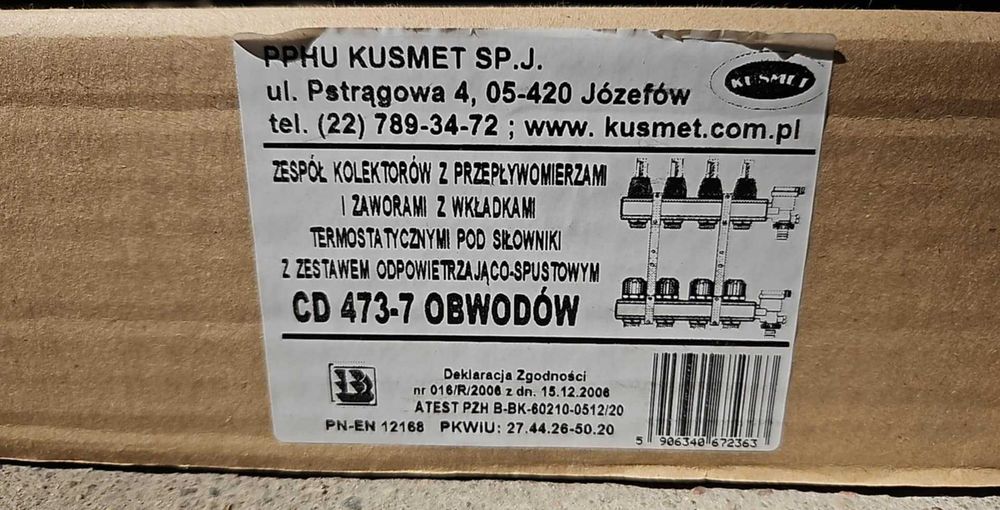 PPHU KUSMET SP.J.
KUSMET
ul. Pstrągowa 4, 05-420 Józefów
tel. (22) 789-34-72 ; www. kusmet.com.pl
ZESPÓŁ KOLEKTORÓW Z PRZEPŁYWOMIERZAMI
I ZAWORAMI Z WKŁADKAMI
TERMOSTATYCZNYMI POD SIŁOWNIKI
Z ZESTAWEM ODPOWIETRZAJĄCO-SPUSTOWYM
CD 473-7 OBWODÓW
B
Deklaracja Zgodności
nr 016/R/2006 z dn. 15.12.2006
ATEST PZH B-BK-60210-0512/20
PN-EN 12168 PKWiU: 27.44.26-50.20
5 906340 672363